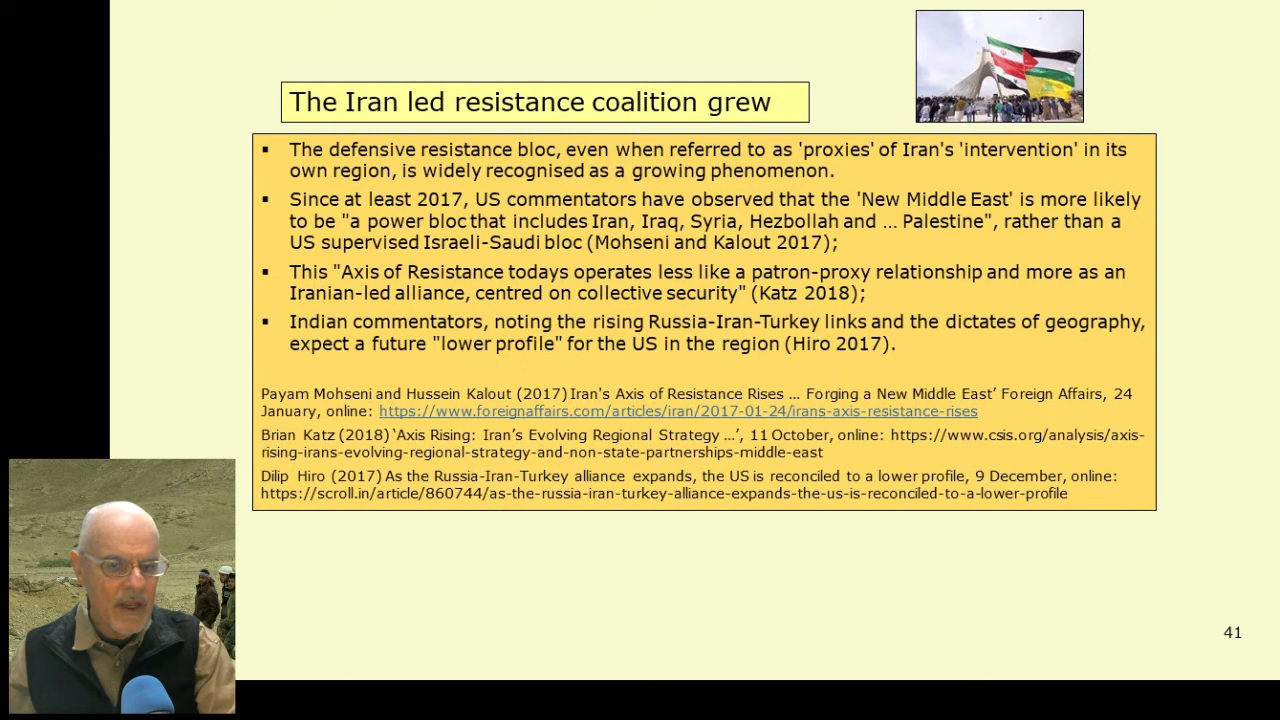 The Iran led resistance coalition grew
▪ The defensive resistance bloc, even when referred to as 'proxies' of Iran's 'intervention' in its
own region, is widely recognised as a growing phenomenon.
▪ Since at least 2017, US commentators have observed that the 'New Middle East' is more likely
to be "a power bloc that includes Iran, Iraq, Syria, Hezbollah and ... Palestine", rather than a
US supervised Israeli-Saudi bloc (Mohseni and Kalout 2017);
▪ This "Axis of Resistance todays operates less like a patron-proxy relationship and more as an
Iranian-led alliance, centred on collective security" (Katz 2018);
▪ Indian commentators, noting the rising Russia-Iran-Turkey links and the dictates of geography,
expect a future "lower profile" for the US in the region (Hiro 2017).
Payam Mohseni and Hussein Kalout (2017) Iran's Axis of Resistance Rises ... Forging a New Middle East’ Foreign Affairs, 24
January, online: https://www.foreignaffairs.com/articles/iran/2017-01-24/irans-axis-resistance-rises
Brian Katz (2018) ‘Axis Rising: Iran’s Evolving Regional Strategy ...’, 11 October, online: https://www.csis.org/analysis/axis-
rising-irans-evolving-regional-strategy-and-non-state-partnerships-middle-east
Dilip Hiro (2017) As the Russia-Iran-Turkey alliance expands, the US is reconciled to a lower profile, 9 December, online:
https://scroll.in/article/860744/as-the-russia-iran-turkey-alliance-expands-the-us-is-reconciled-to-a-lower-profile
41